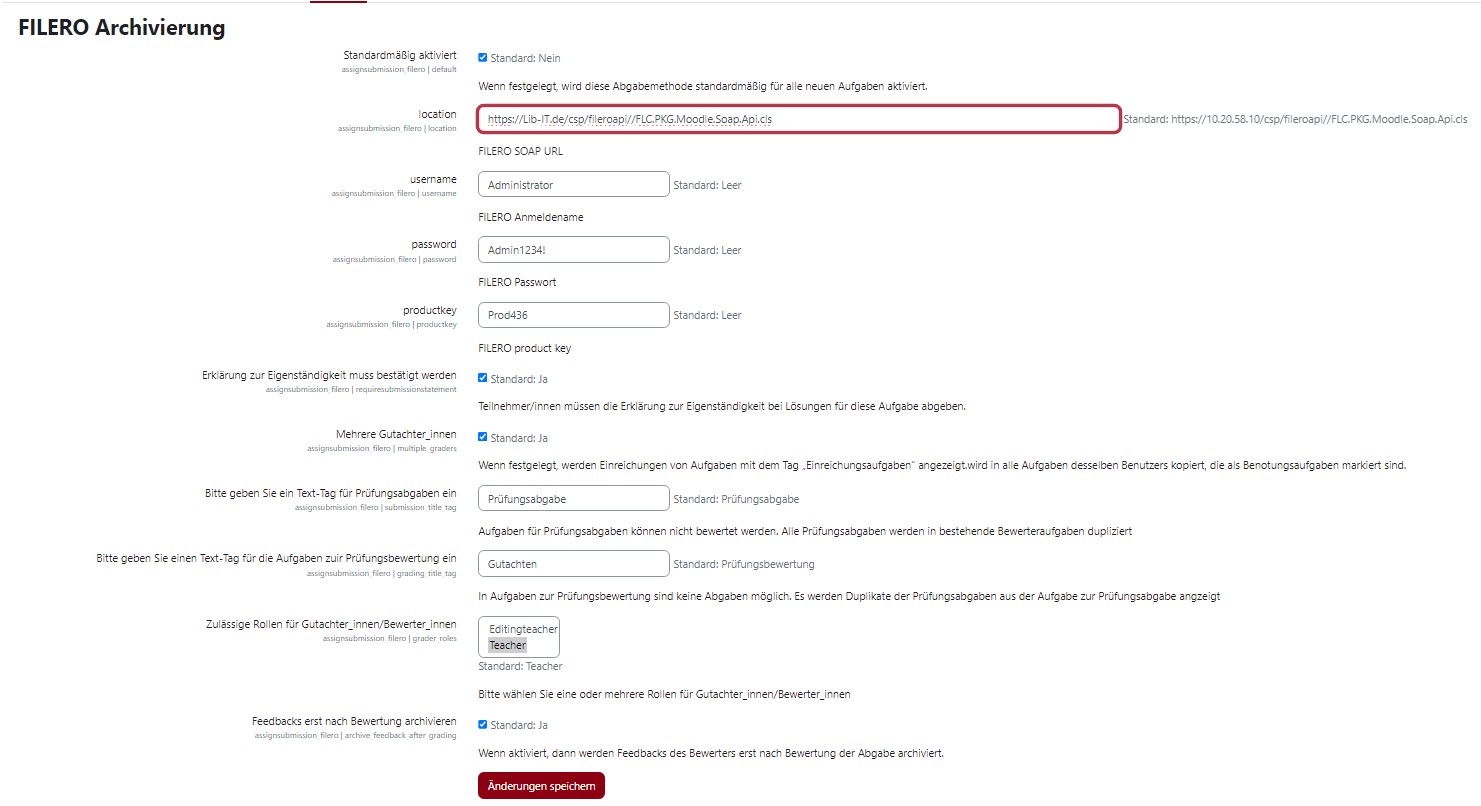 FILERO Archivierung
Standardmäßig aktiviert
assignsubmission_filero | default
Standard: Nein
Wenn festgelegt, wird diese Abgabemethode standardmäßig für alle neuen Aufgaben aktiviert.
location
assignsubmission_filero | location
https://Lib-IT.de/csp/fileroapi//FLC.PKG.Moodle.Soap.Api.cls
Standard: https://10.20.58.10/csp/fileroapi//FLC.PKG.Moodle.Soap.Api.cls
FILERO SOAP URL
username
assignsubmission_filero | username
Administrator
Standard: Leer
FILERO Anmeldename
password
assignsubmission_filero | password
Admin1234!
Standard: Leer
FILERO Passwort
productkey
assignsubmission_filero | productkey
Prod436
Standard: Leer
FILERO product key
Erklärung zur Eigenständigkeit muss bestätigt werden
assignsubmission_filero | requiresubmissionstatement
Standard: Ja
Teilnehmer/innen müssen die Erklärung zur Eigenständigkeit bei Lösungen für diese Aufgabe abgeben.
Mehrere Gutachter_innen
assignsubmission_filero | multiple_graders
Standard: Ja
Wenn festgelegt, werden Einreichungen von Aufgaben mit dem Tag „Einreichungsaufgaben“ angezeigt.wird in alle Aufgaben desselben Benutzers kopiert, die als Benotungsaufgaben markiert sind.
Bitte geben Sie ein Text-Tag für Prüfungsabgaben ein
assignsubmission_filero | submission_title_tag
Prüfungsabgabe
Standard: Prüfungsabgabe
Aufgaben für Prüfungsabgaben können nicht bewertet werden. Alle Prüfungsabgaben werden in bestehende Bewerteraufgaben dupliziert
Bitte geben Sie einen Text-Tag für die Aufgaben zuir Prüfungsbewertung ein
assignsubmission_filero | grading_title_tag
Gutachten
Standard: Prüfungsbewertung
In Aufgaben zur Prüfungsbewertung sind keine Abgaben möglich. Es werden Duplikate der Prüfungsabgaben aus der Aufgabe zur Prüfungsabgabe angzeigt
Zulässige Rollen für Gutachter_innen/Bewerter_innen
assignsubmission_filero | grader_roles
Editingteacher
Teacher
Standard: Teacher
Bitte wählen Sie eine oder mehrere Rollen für Gutachter_innen/Bewerter_innen
Feedbacks erst nach Bewertung archivieren
assignsubmission_filero | archive_feedback_after_grading
Standard: Ja
Wenn aktiviert, dann werden Feedbacks des Bewerters erst nach Bewertung der Abgabe archiviert.
Änderungen speichern